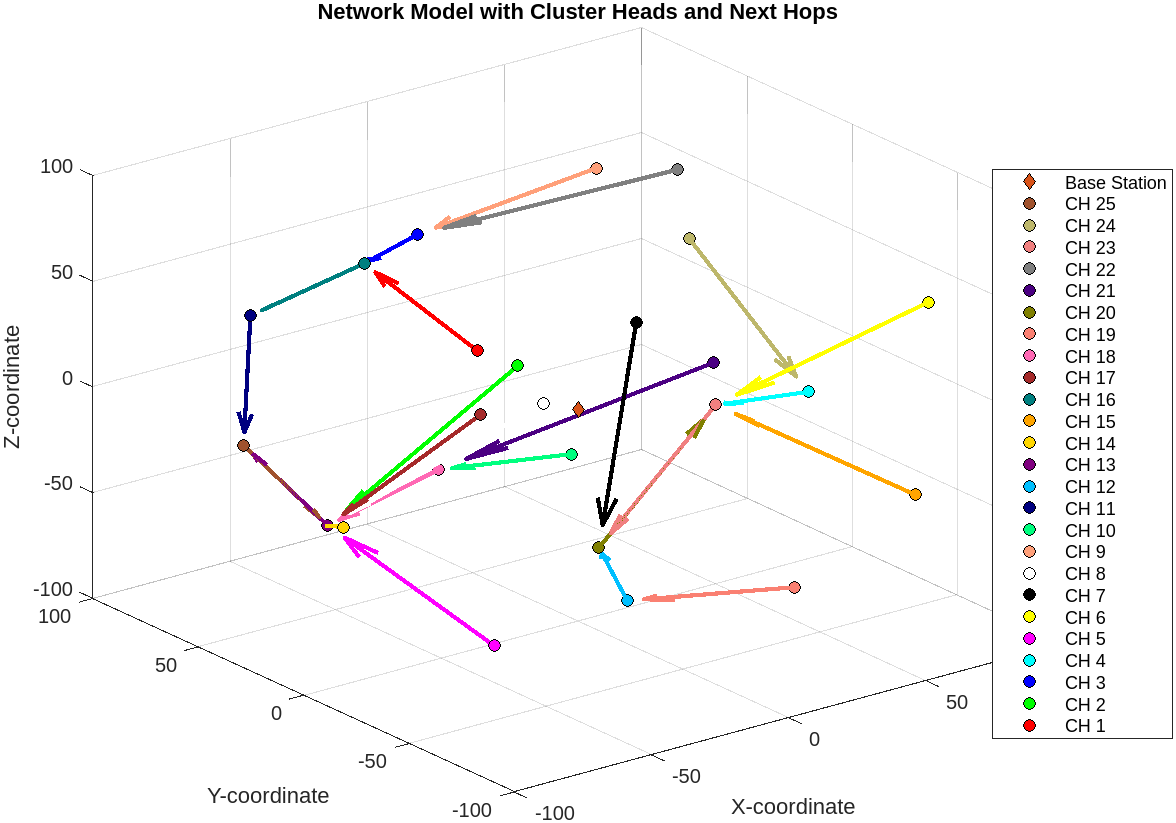 Network Model with Cluster Heads and Next Hops
100
50
0
-50
-100
Z-coordinate
100
50
0
-50
-100
Y-coordinate
-100
-50
0
50
X-coordinate
Base Station
CH 25
CH 24
CH 23
CH 22
CH 21
CH 20
CH 19
CH 18
CH 17
CH 16
CH 15
CH 14
CH 13
CH 12
CH 11
CH 10
CH 9
CH 8
CH 7
CH 6
CH 5
CH 4
CH 3
CH 2
CH 1